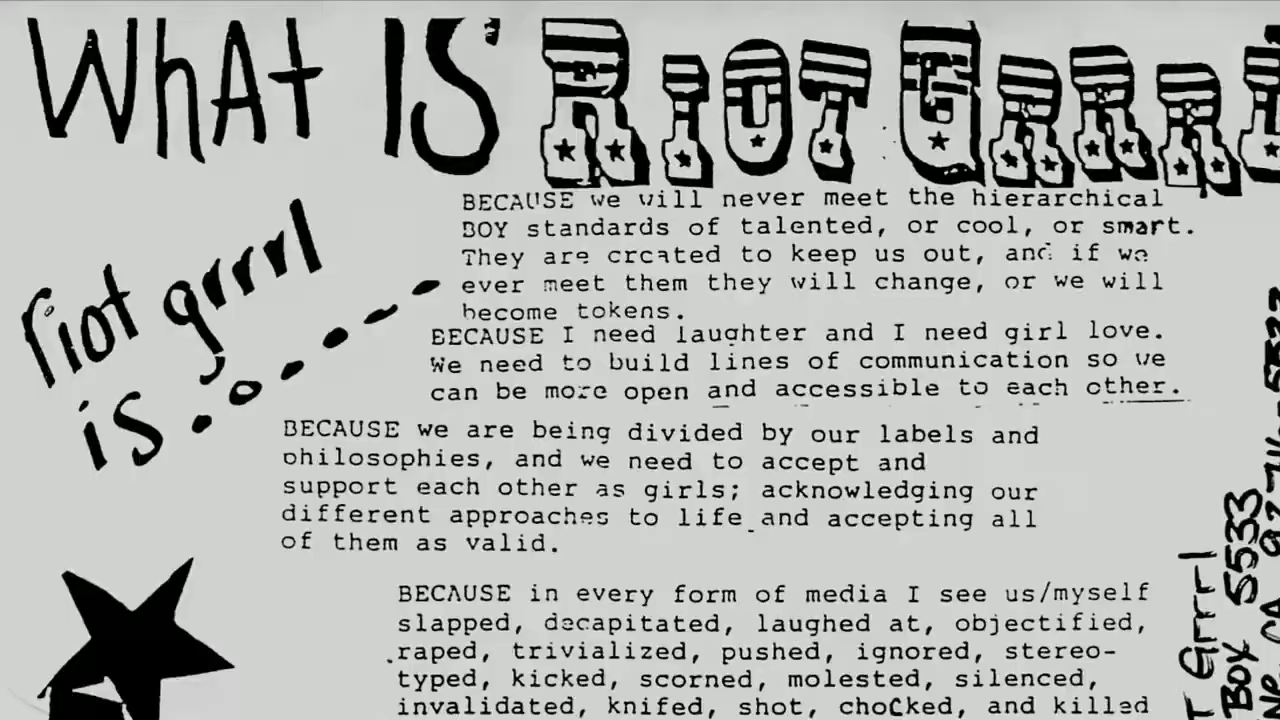 WhAt IS RIOT GRRRL
riot grrrl
is
BECAUSE we will never meet the hierarchical
BOY standards of talented, or cool, or smart.
They are created to keep us out, and if we
ever meet them they will change, or we will
become tokens.
BECAUSE I need laughter and I need girl love.
We need to build lines of communication so we
can be more open and accessible to each other.
BECAUSE we are being divided by our labels and
philosophies, and we need to accept and
support each other as girls; acknowledging our
different approaches to life and accepting all
of them as valid.
BECAUSE in every form of media I see us/myself
slapped, decapitated, laughed at, objectified,
raped, trivialized, pushed, ignored, stereo-
typed, kicked, scorned, molested, silenced,
invalidated, knifed, shot, chocked, and killed
Grrrl
BOX 5533
CA